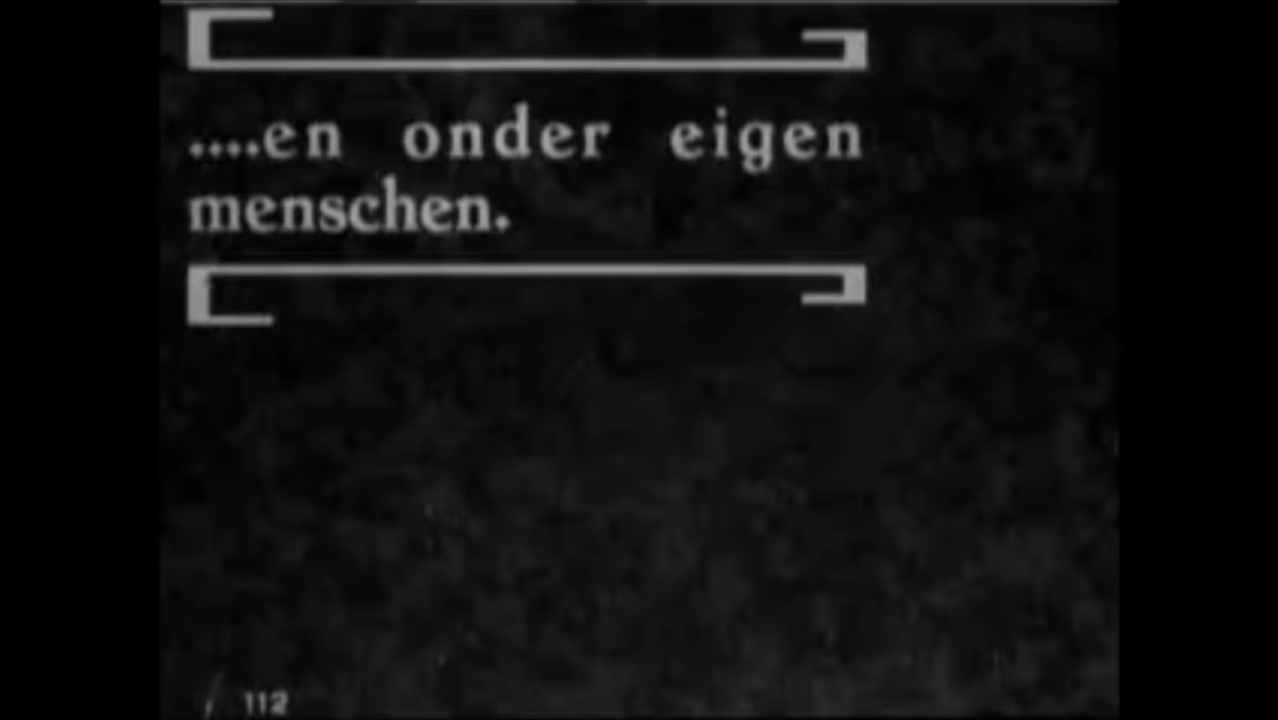 ....en onder eigen
menschen.
112